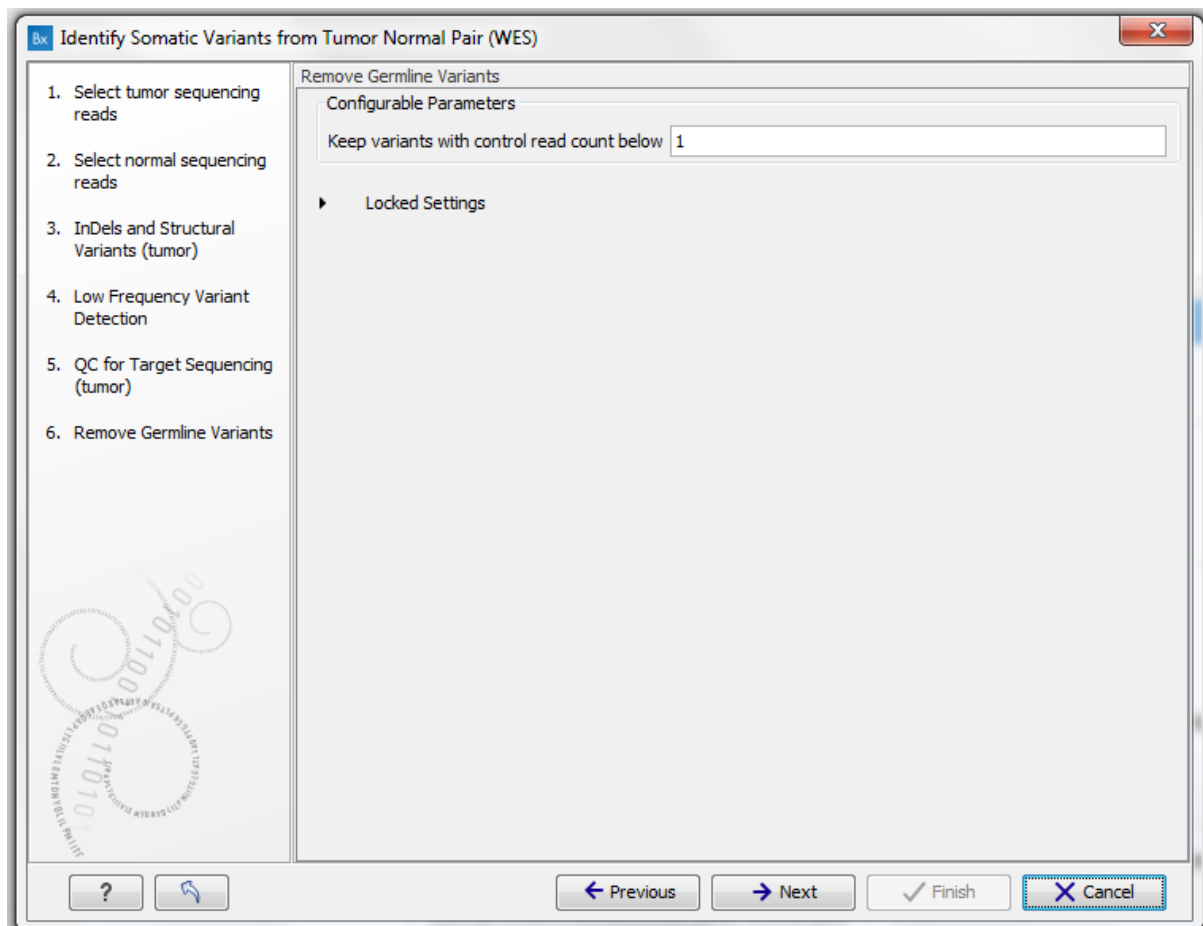 Bx Identify Somatic Variants from Tumor Normal Pair (WES)
1. Select tumor sequencing
reads
2. Select normal sequencing
reads
3. InDels and Structural
Variants (tumor)
4. Low Frequency Variant
Detection
5. QC for Target Sequencing
(tumor)
6. Remove Germline Variants
Remove Germline Variants
Configurable Parameters
Keep variants with control read count below 1
Locked Settings
? Previous Next Finish Cancel